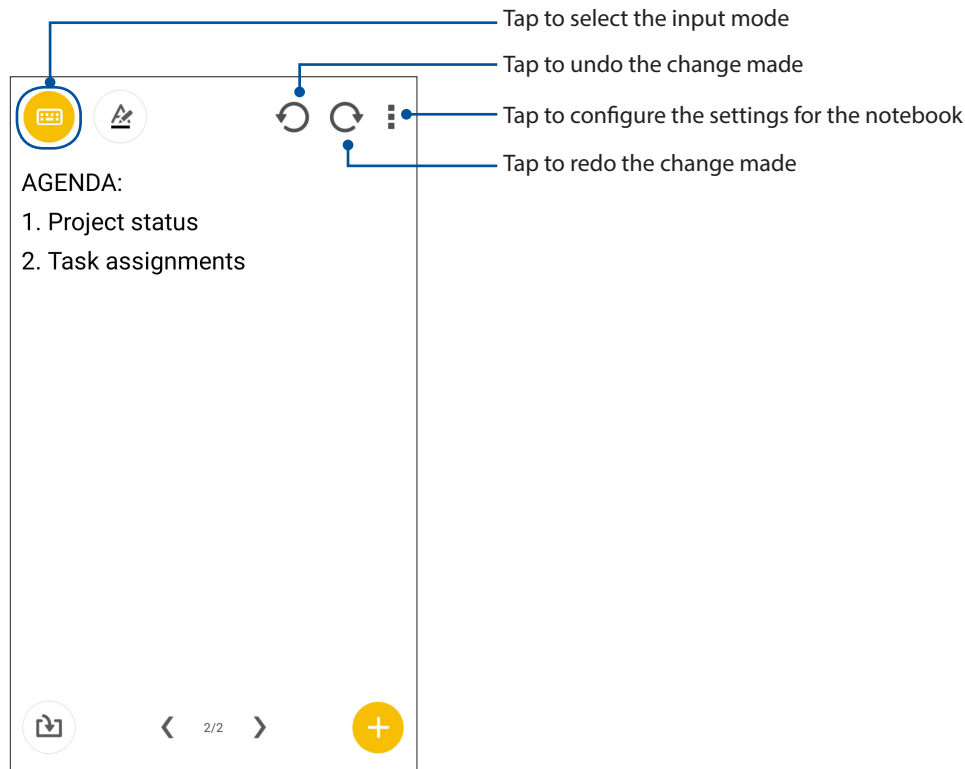 Tap to select the input mode
Tap to undo the change made
Tap to configure the settings for the notebook
Tap to redo the change made
AGENDA:
1. Project status
2. Task assignments
2/2